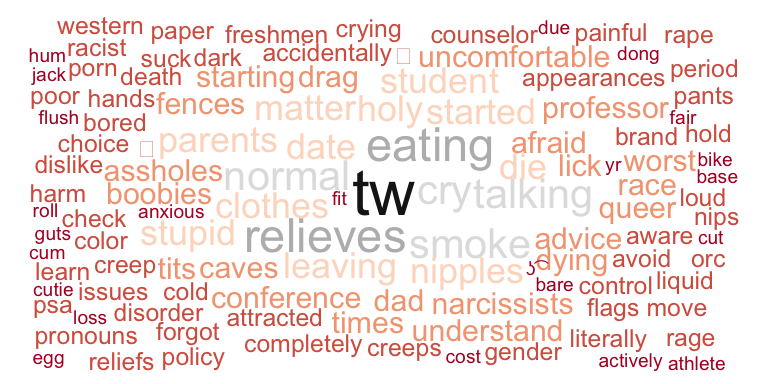 western paper freshmen crying counselor due painful rape
hum racist suck dark accidentally uncomfortable dong
jack porn death starting drag student appearances period
poor hands fences matter holy started professor pants
flush bored fair
choice parents date eating afraid brand hold
dislike assholes normal die lick yr worst bike
harm boobies fit tw cry talking race base
roll check anxious clothes queer loud nips
guts color stupid relieves smoke advice aware cut
cum learn creep tits caves leaving nipples dying avoid orc
cutie issues cold conference dad narcissists bare control liquid
psa loss disorder attracted times understand flags move
pronouns forgot completely literally rage
egg reliefs policy creeps cost gender actively athlete